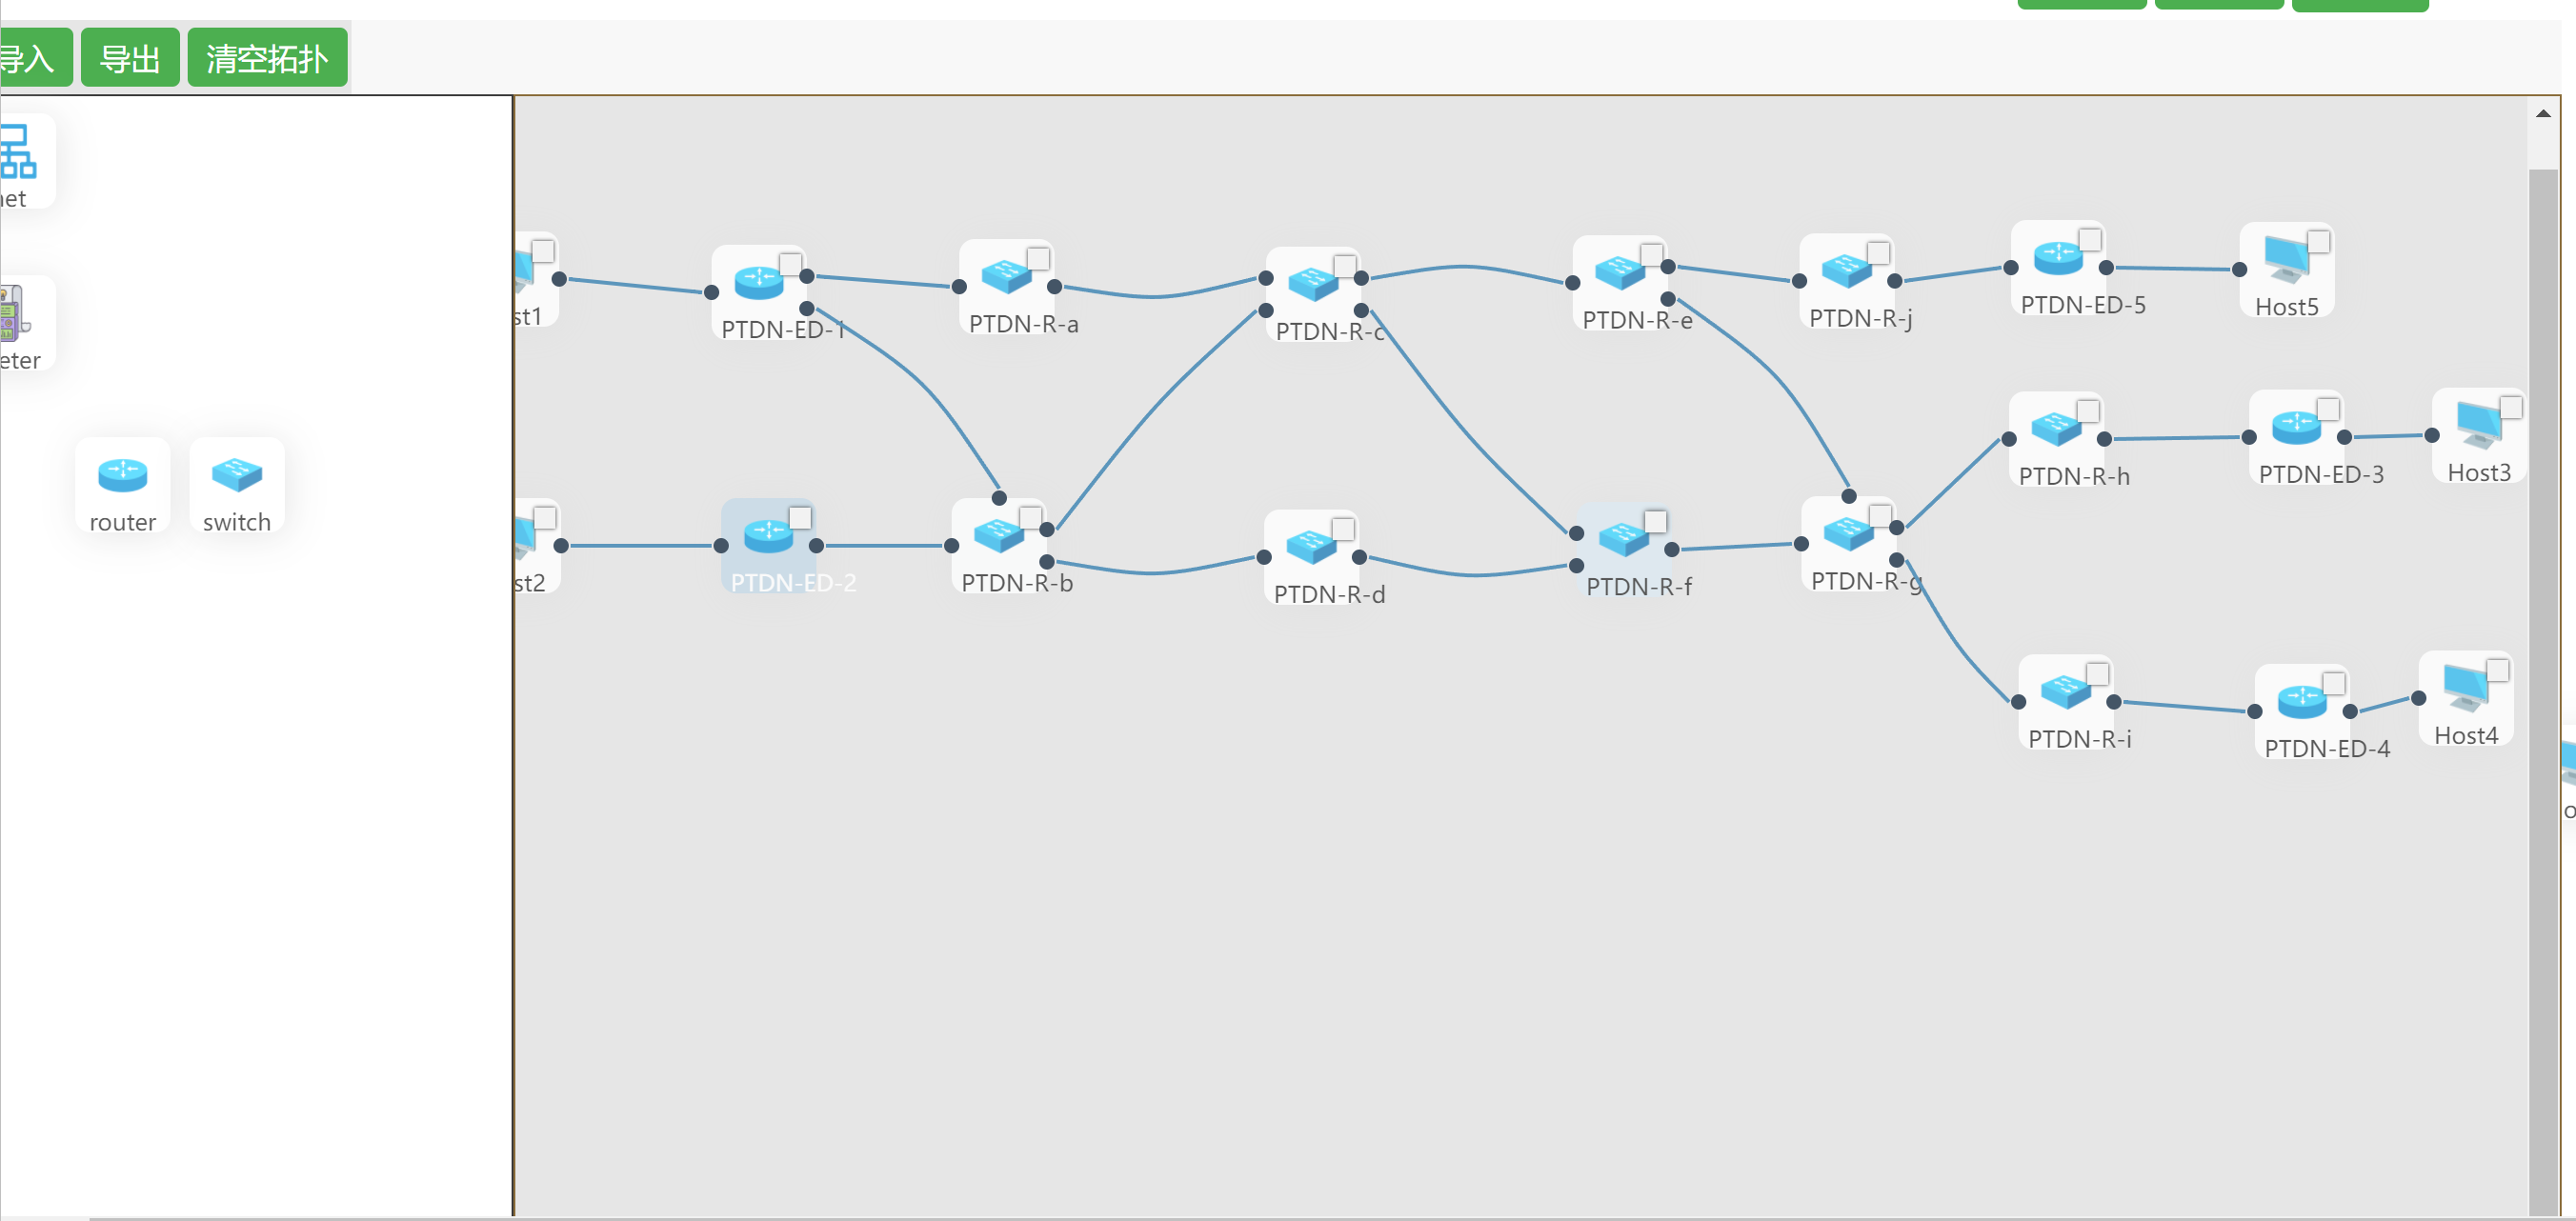 导入 导出 清空拓扑
net
eter
router switch
st1 PTDN-ED-1 PTDN-R-a PTDN-R-c PTDN-R-e PTDN-R-j PTDN-ED-5 Host5
PTDN-R-h PTDN-ED-3 Host3
st2 PTDN-ED-2 PTDN-R-b PTDN-R-d PTDN-R-f PTDN-R-g
PTDN-R-i PTDN-ED-4 Host4